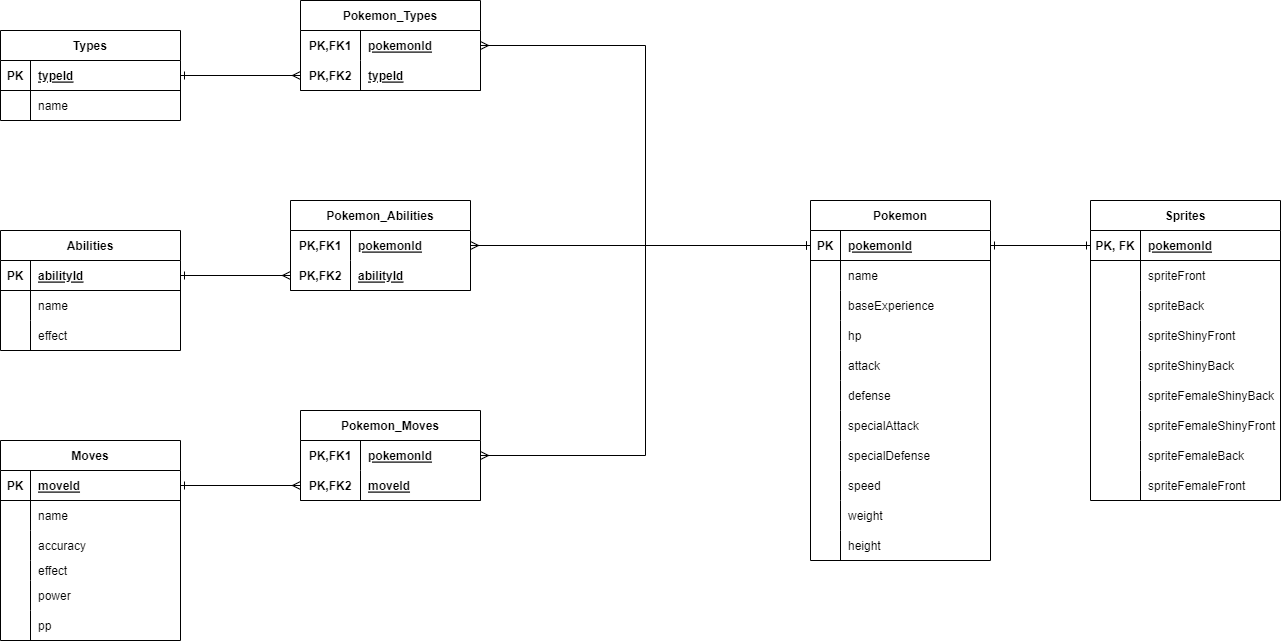 Pokemon_Types
PK,FK1 pokemonId
PK,FK2 typeId
Types
PK typeId
name
Pokemon_Abilities
PK,FK1 pokemonId
PK,FK2 abilityId
Abilities
PK abilityId
name
effect
Pokemon_Moves
PK,FK1 pokemonId
PK,FK2 moveId
Moves
PK moveId
name
accuracy
effect
power
pp
Pokemon
PK pokemonId
name
baseExperience
hp
attack
defense
specialAttack
specialDefense
speed
weight
height
Sprites
PK, FK pokemonId
spriteFront
spriteBack
spriteShinyFront
spriteShinyBack
spriteFemaleShinyBack
spriteFemaleShinyFront
spriteFemaleBack
spriteFemaleFront